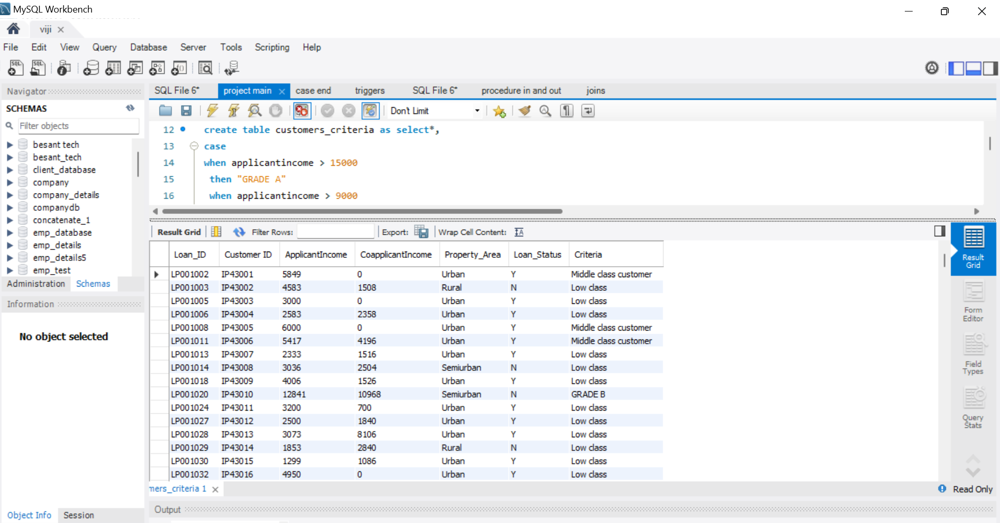 MySQL Workbench
viji
File Edit View Query Database Server Tools Scripting Help
Navigator
SCHEMAS
Filter objects
besant tech
besant_tech
client_database
company
company_details
companydb
concatenate_1
emp_database
emp_details
emp_details5
emp_test
Administration Schemas
Information
No object selected
Object Info Session
SQL File 6* project main case end triggers SQL File 6* procedure in and out joins
Don't Limit
12 create table customers_criteria as select*,
13 case
14 when applicantincome > 15000
15 then "GRADE A"
16 when applicantincome > 9000
Result Grid Filter Rows: Export: Wrap Cell Content:
Loan_ID Customer ID ApplicantIncome CoapplicantIncome Property_Area Loan_Status Criteria
LP001002 IP43001 5849 0 Urban Y Middle class customer
LP001003 IP43002 4583 1508 Rural N Low class
LP001005 IP43003 3000 0 Urban Y Low class
LP001006 IP43004 2583 2358 Urban Y Low class
LP001008 IP43005 6000 0 Urban Y Middle class customer
LP001011 IP43006 5417 4196 Urban Y Middle class customer
LP001013 IP43007 2333 1516 Urban Y Low class
LP001014 IP43008 3036 2504 Semiurban N Low class
LP001018 IP43009 4006 1526 Urban Y Low class
LP001020 IP43010 12841 10968 Semiurban N GRADE B
LP001024 IP43011 3200 700 Urban Y Low class
LP001027 IP43012 2500 1840 Urban Y Low class
LP001028 IP43013 3073 8106 Urban Y Low class
LP001029 IP43014 1853 2840 Rural N Low class
LP001030 IP43015 1299 1086 Urban Y Low class
LP001032 IP43016 4950 0 Urban Y Low class
Result
Grid
Form
Editor
Field
Types
Query
Stats
mers_criteria 1
Read Only
Output